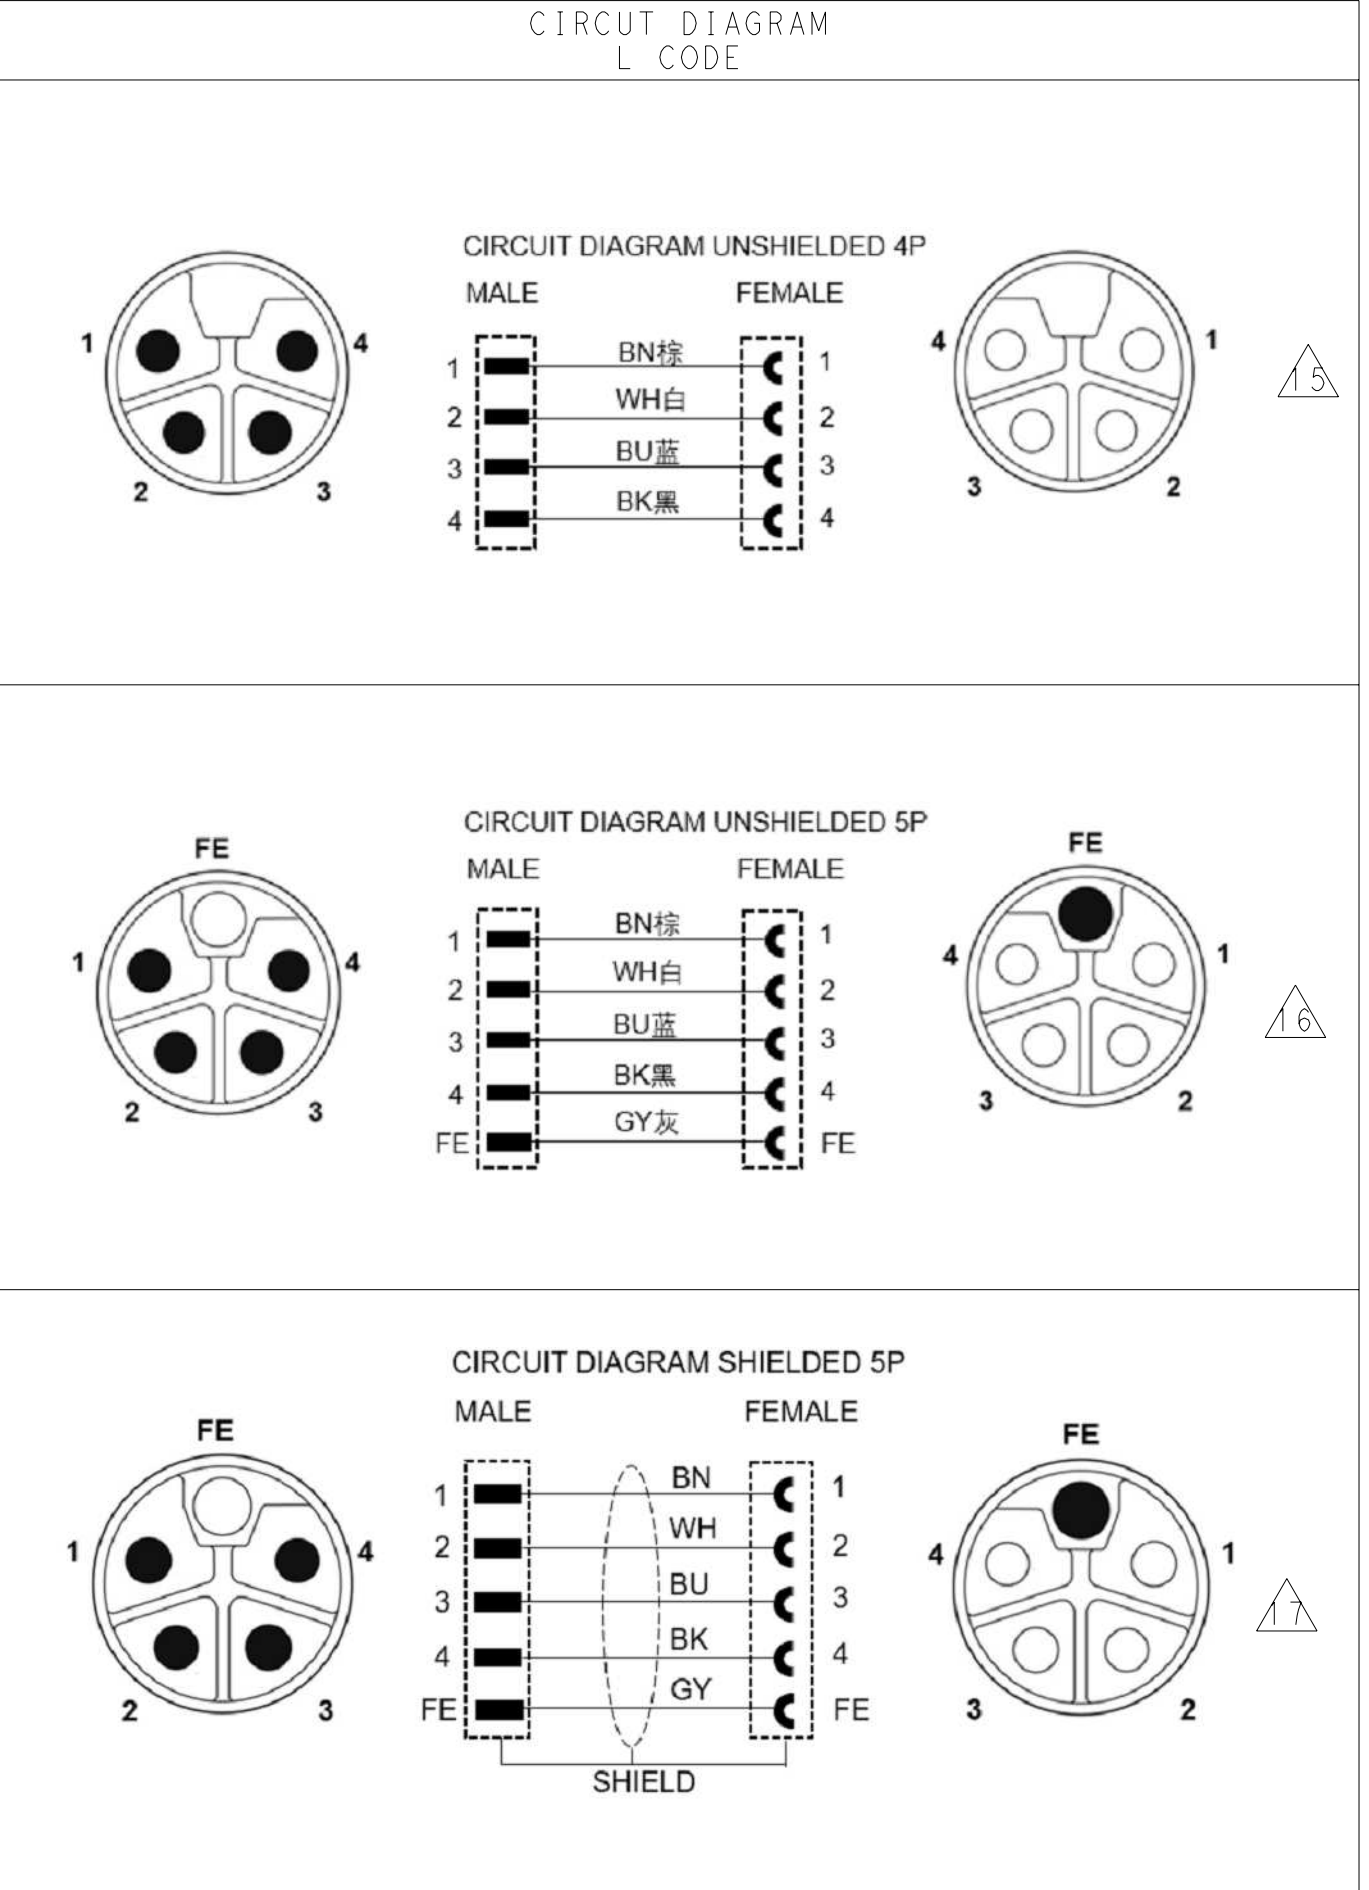 CIRCUT DIAGRAM
L CODE
CIRCUIT DIAGRAM UNSHIELDED 4P
MALE FEMALE
1 4
2 3
1 BN棕 1
2 WH白 2
3 BU蓝 3
4 BK黑 4
4 1
3 2
15
CIRCUIT DIAGRAM UNSHIELDED 5P
MALE FEMALE
FE
1 4
2 3
1 BN棕 1
2 WH白 2
3 BU蓝 3
4 BK黑 4
FE GY灰 FE
FE
4 1
3 2
16
CIRCUIT DIAGRAM SHIELDED 5P
MALE FEMALE
FE
1 4
2 3
1 BN 1
2 WH 2
3 BU 3
4 BK 4
FE GY FE
SHIELD
FE
4 1
3 2
17